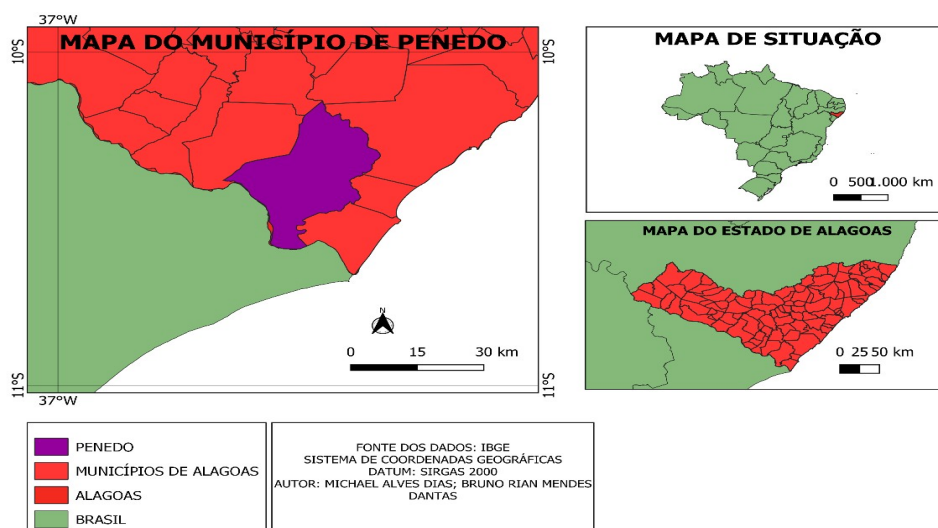 37°W
MAPA DO MUNICÍPIO DE PENEDO
10°S
10°S
N
0 15 30 km
11°S
11°S
37°W
MAPA DE SITUAÇÃO
0 5001.000 km
MAPA DO ESTADO DE ALAGOAS
0 25 50 km
PENEDO
MUNICÍPIOS DE ALAGOAS
ALAGOAS
BRASIL
FONTE DOS DADOS: IBGE
SISTEMA DE COORDENADAS GEOGRÁFICAS
DATUM: SIRGAS 2000
AUTOR: MICHAEL ALVES DIAS; BRUNO RIAN MENDES
DANTAS